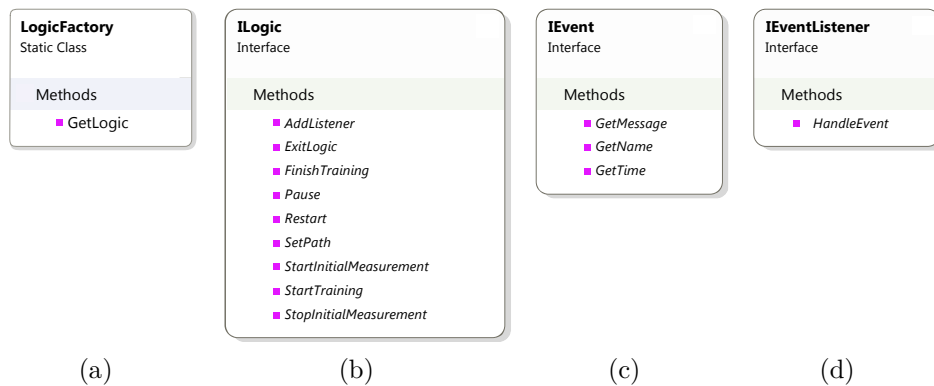 LogicFactory
Static Class
Methods
GetLogic
ILogic
Interface
Methods
AddListener
ExitLogic
FinishTraining
Pause
Restart
SetPath
StartInitialMeasurement
StartTraining
StopInitialMeasurement
IEvent
Interface
Methods
GetMessage
GetName
GetTime
IEventListener
Interface
Methods
HandleEvent
(a)
(b)
(c)
(d)